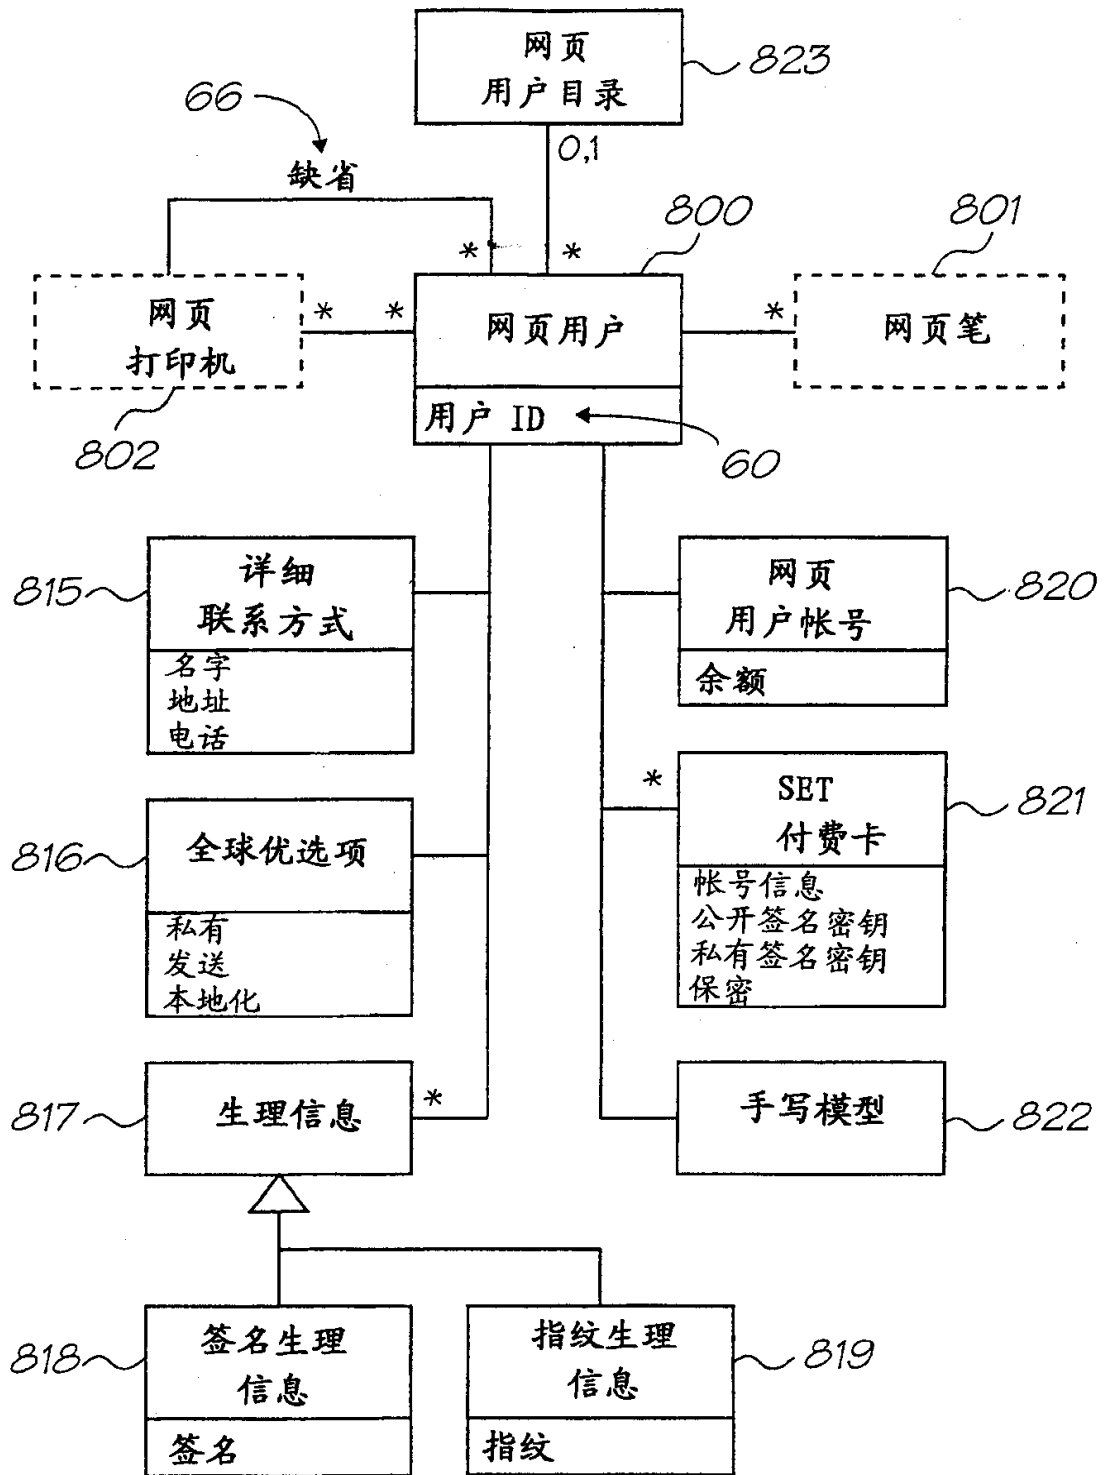 网页
用户目录
823
66
0,1
缺省
800
801
*
*
网页
打印机
*
*
网页用户
*
网页笔
用户 ID
802
60
815
详细
联系方式
名字
地址
电话
网页
用户帐号
820
余额
816
全球优选项
私有
发送
本地化
*
SET
付费卡
821
帐号信息
公开签名密钥
私有签名密钥
保密
817
生理信息
*
手写模型
822
818
签名生理
信息
签名
指纹生理
信息
819
指纹